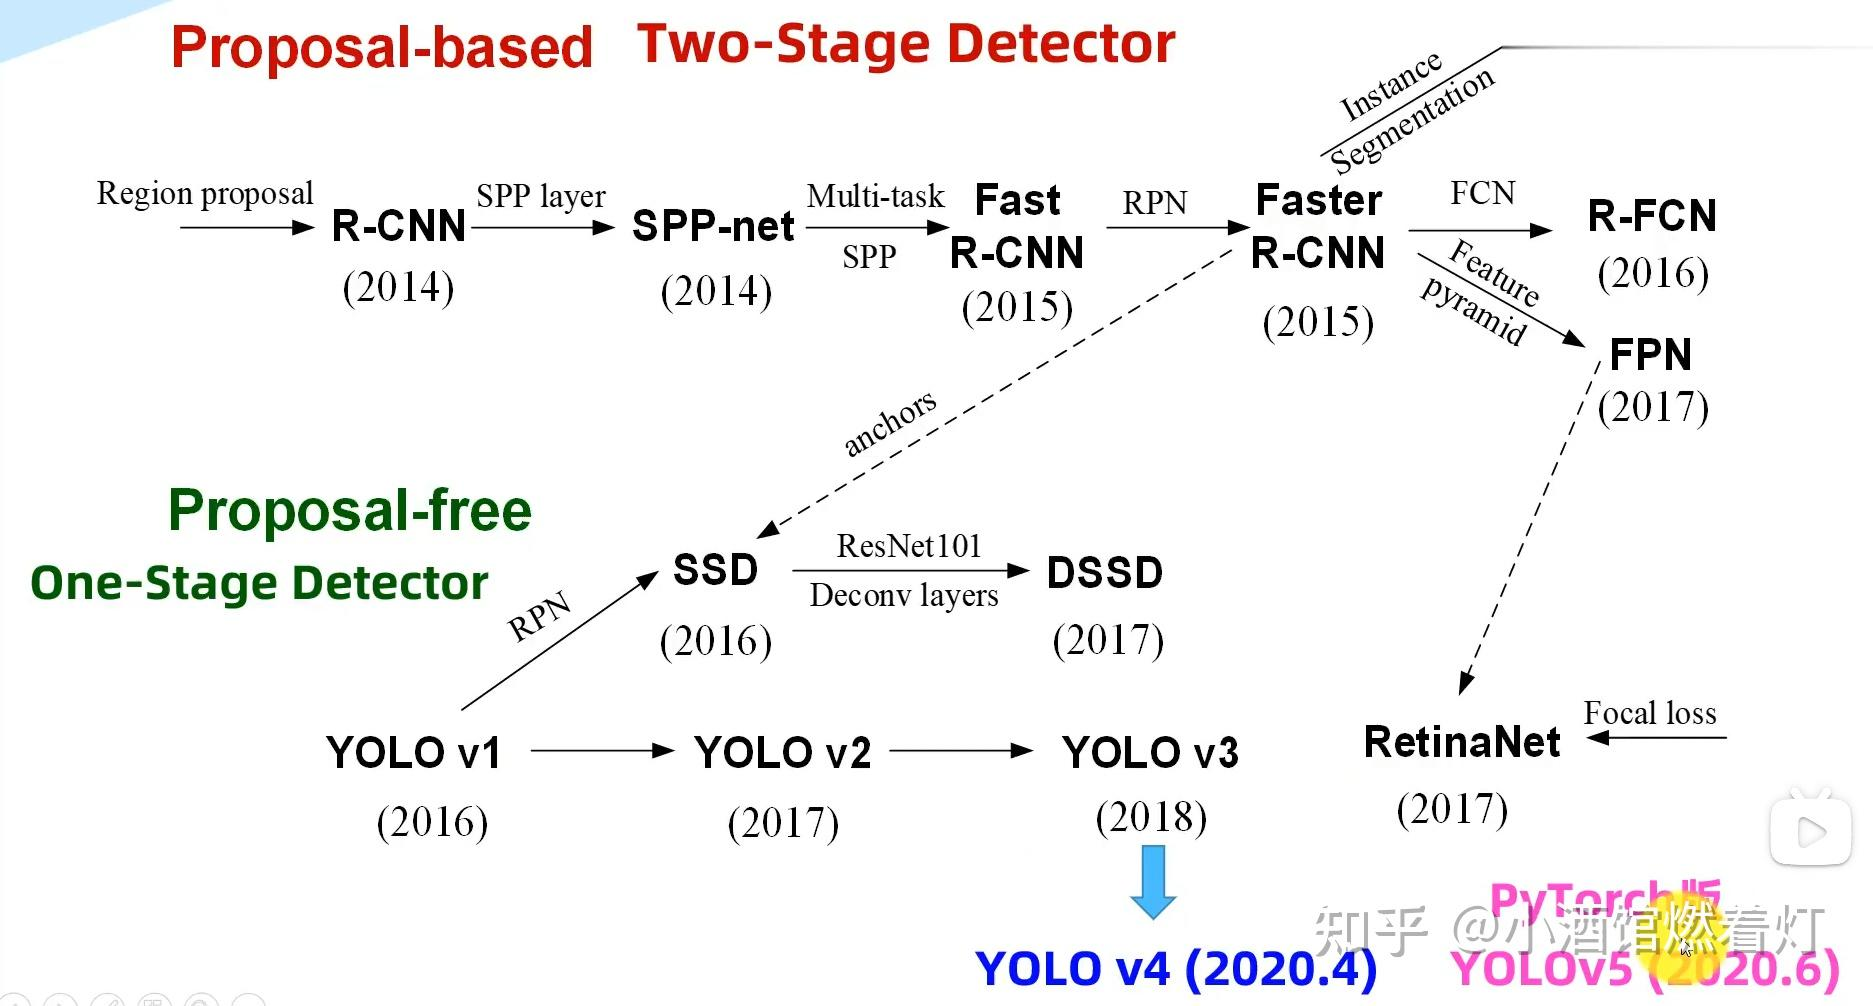 Proposal-based Two-Stage Detector
Instance
Segmentation
Region proposal
R-CNN
(2014)
SPP layer
SPP-net
(2014)
Multi-task
SPP
Fast
R-CNN
(2015)
RPN
Faster
R-CNN
(2015)
FCN
R-FCN
(2016)
Feature
pyramid
FPN
(2017)
anchors
Proposal-free
One-Stage Detector
RPN
SSD
(2016)
ResNet101
Deconv layers
DSSD
(2017)
YOLO v1
(2016)
YOLO v2
(2017)
YOLO v3
(2018)
RetinaNet
(2017)
Focal loss
PyTorch版
知乎 @小酒馆燃着灯
YOLO v4 (2020.4)
YOLOv5 (2020.6)